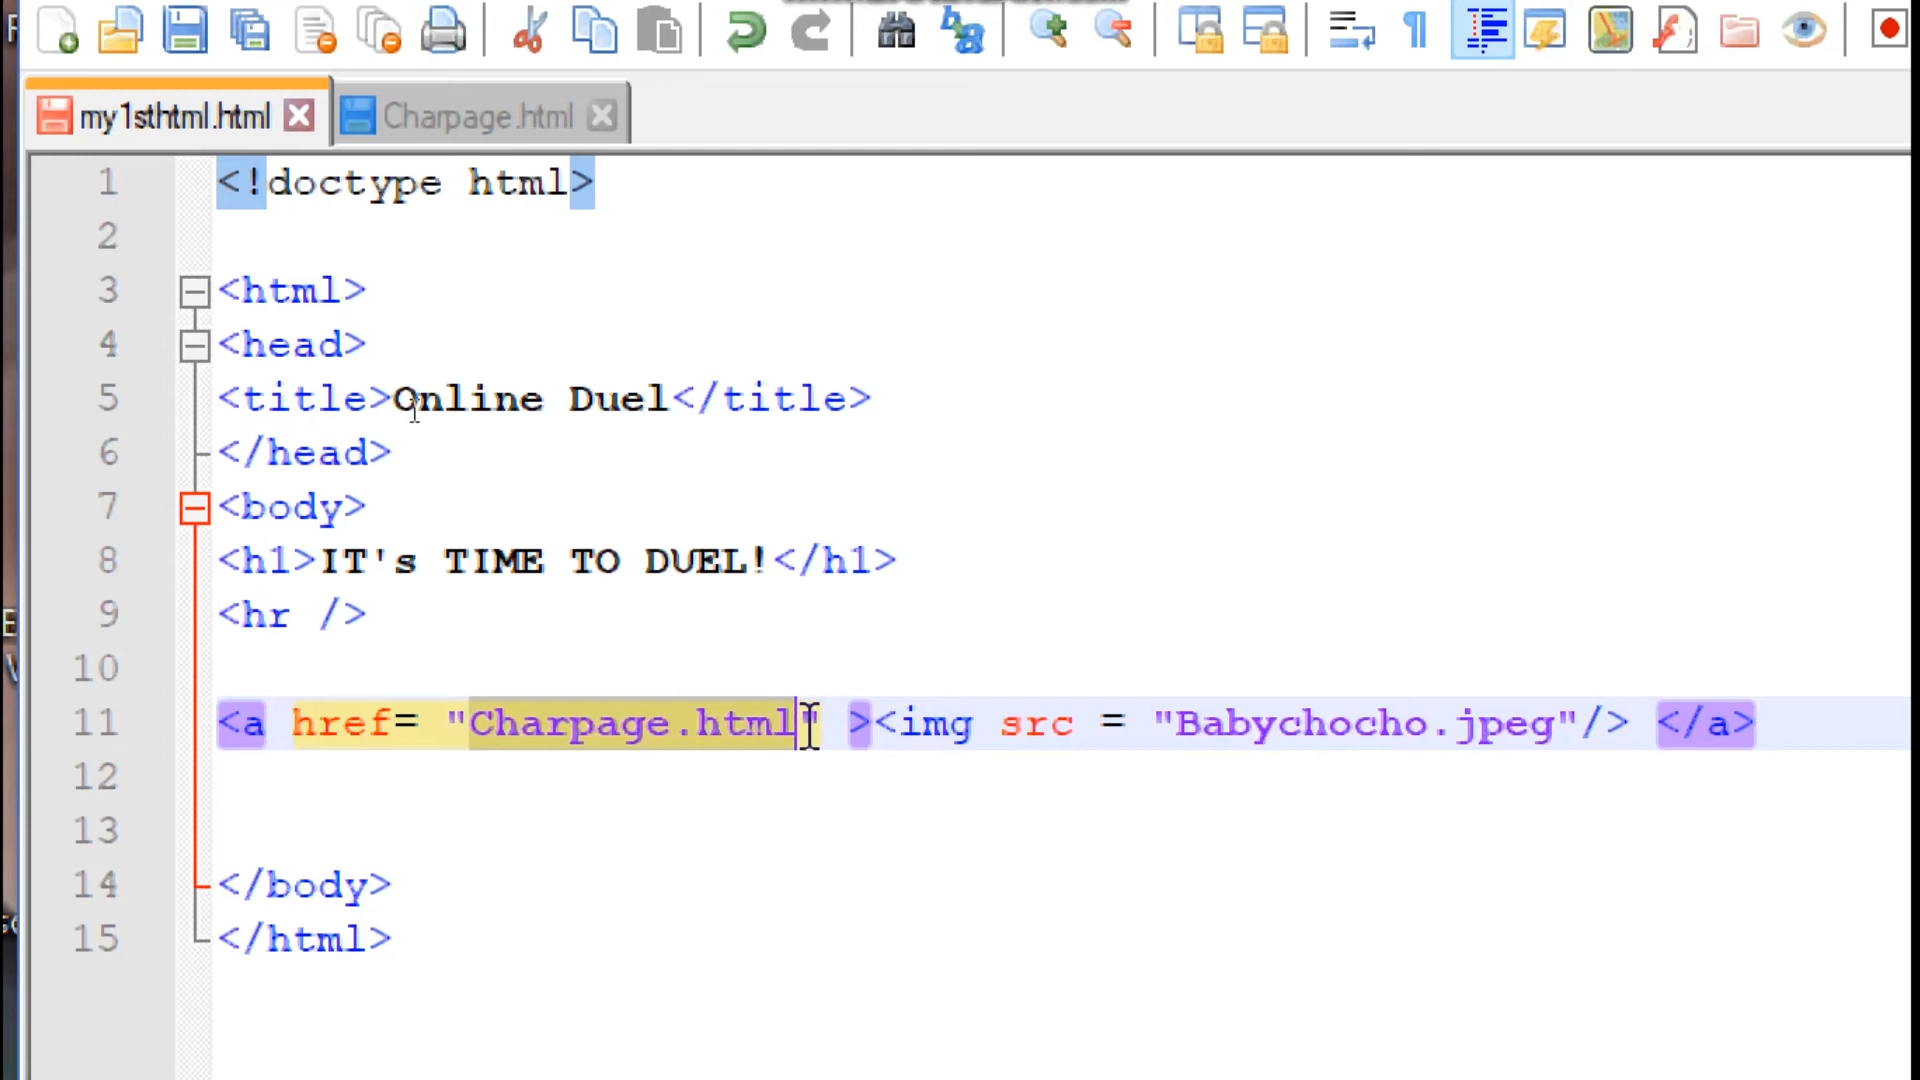 my1sthtml.html Charpage.html
1 <!doctype html>
2
3 <html>
4 <head>
5 <title>Online Duel</title>
6 </head>
7 <body>
8 <h1>IT's TIME TO DUEL!</h1>
9 <hr />
10
11 <a href= "Charpage.html" ><img src = "Babychocho.jpeg"/> </a>
12
13
14 </body>
15 </html>